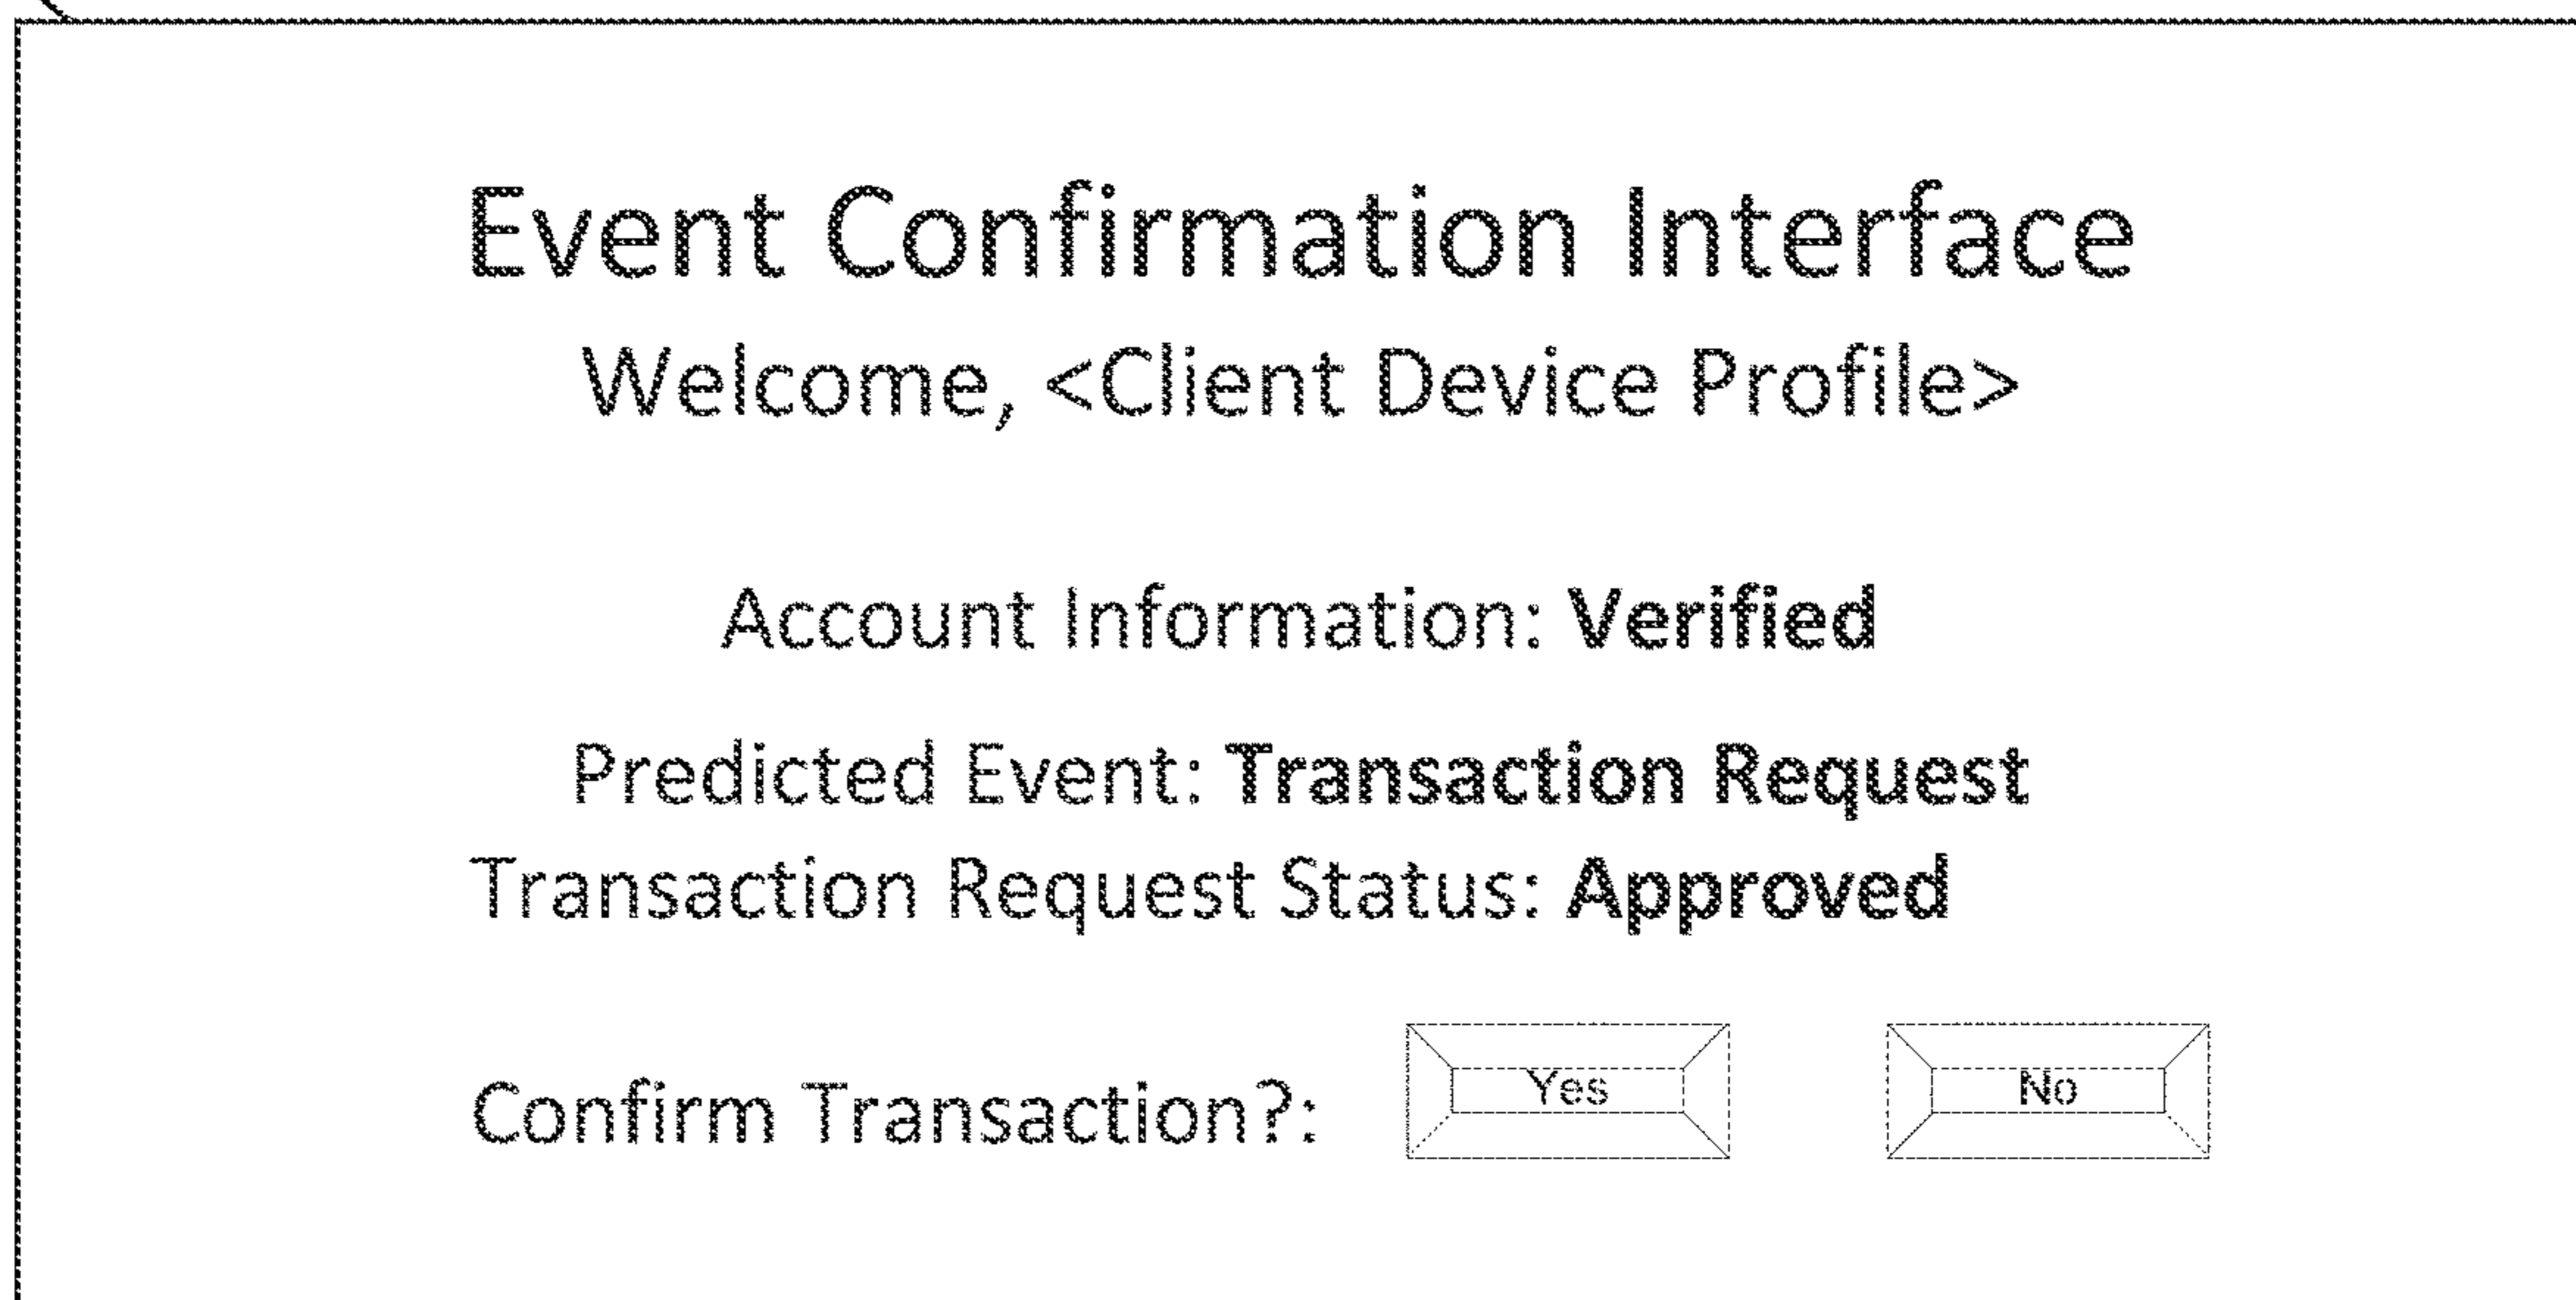 Event Confirmation Interface
Welcome, <Client Device Profile>
Account Information: Verified
Predicted Event: Transaction Request
Transaction Request Status: Approved
Confirm Transaction?: Yes No